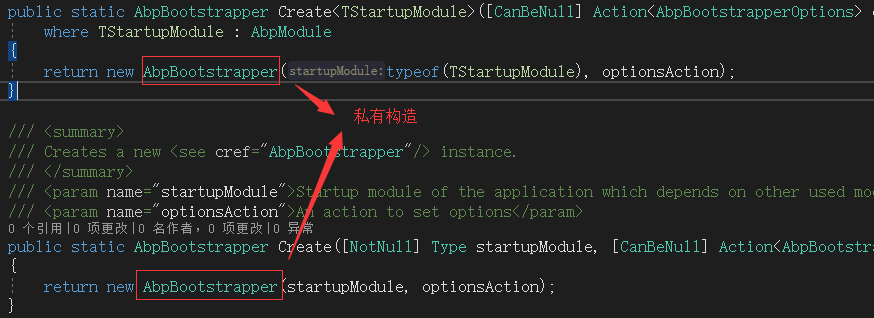 public static AbpBootstrapper Create<TStartupModule>([CanBeNull] Action<AbpBootstrapperOptions>
where TStartupModule : AbpModule
{
return new AbpBootstrapper(startupModule:typeof(TStartupModule), optionsAction);
}
私有构造
/// <summary>
/// Creates a new <see cref="AbpBootstrapper"/> instance.
/// </summary>
/// <param name="startupModule">Startup module of the application which depends on other used
/// <param name="optionsAction">An action to set options</param>
0 个引用|0 项更改|0 名作者, 0 项更改|0 异常
public static AbpBootstrapper Create([NotNull] Type startupModule, [CanBeNull] Action<AbpBootstra
{
return new AbpBootstrapper(startupModule, optionsAction);
}